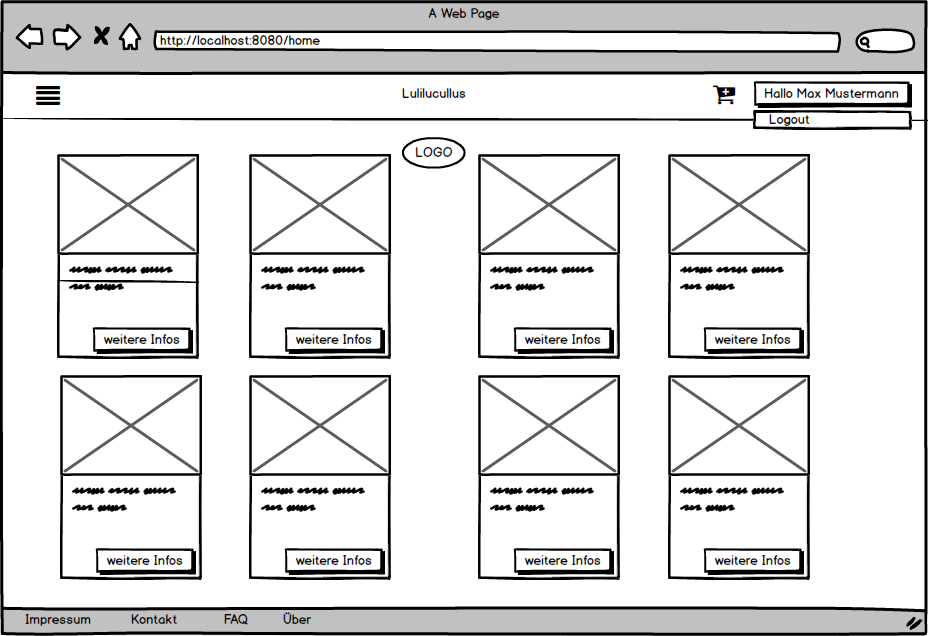 A Web Page
http://localhost:8080/home
Lulilucullus
Hallo Max Mustermann
Logout
LOGO
weitere Infos
weitere Infos
weitere Infos
weitere Infos
weitere Infos
weitere Infos
weitere Infos
weitere Infos
Impressum Kontakt FAQ Über